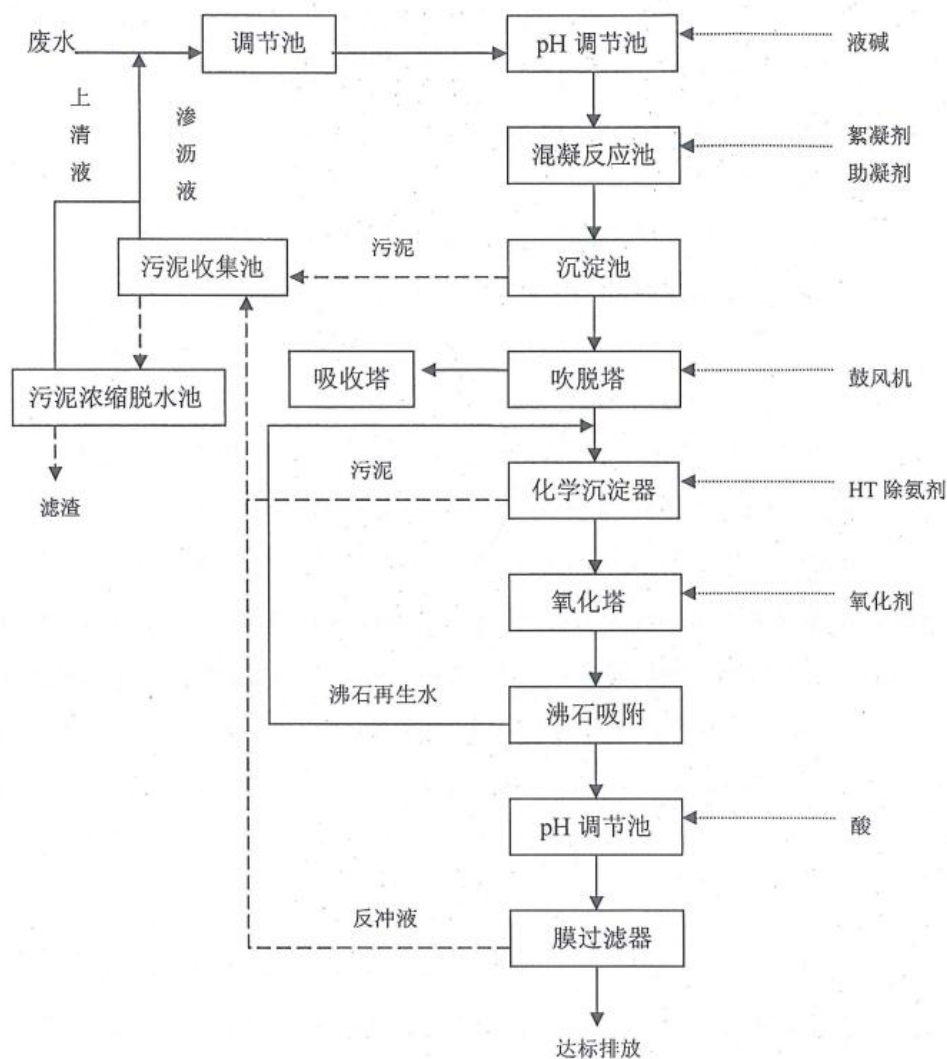 废水
调节池
pH 调节池
液碱
上清液
渗沥液
混凝反应池
絮凝剂
助凝剂
污泥收集池
污泥
沉淀池
污泥浓缩脱水池
吸收塔
吹脱塔
鼓风机
滤渣
污泥
化学沉淀器
HT 除氨剂
氧化塔
氧化剂
沸石再生水
沸石吸附
pH 调节池
酸
反冲液
膜过滤器
达标排放